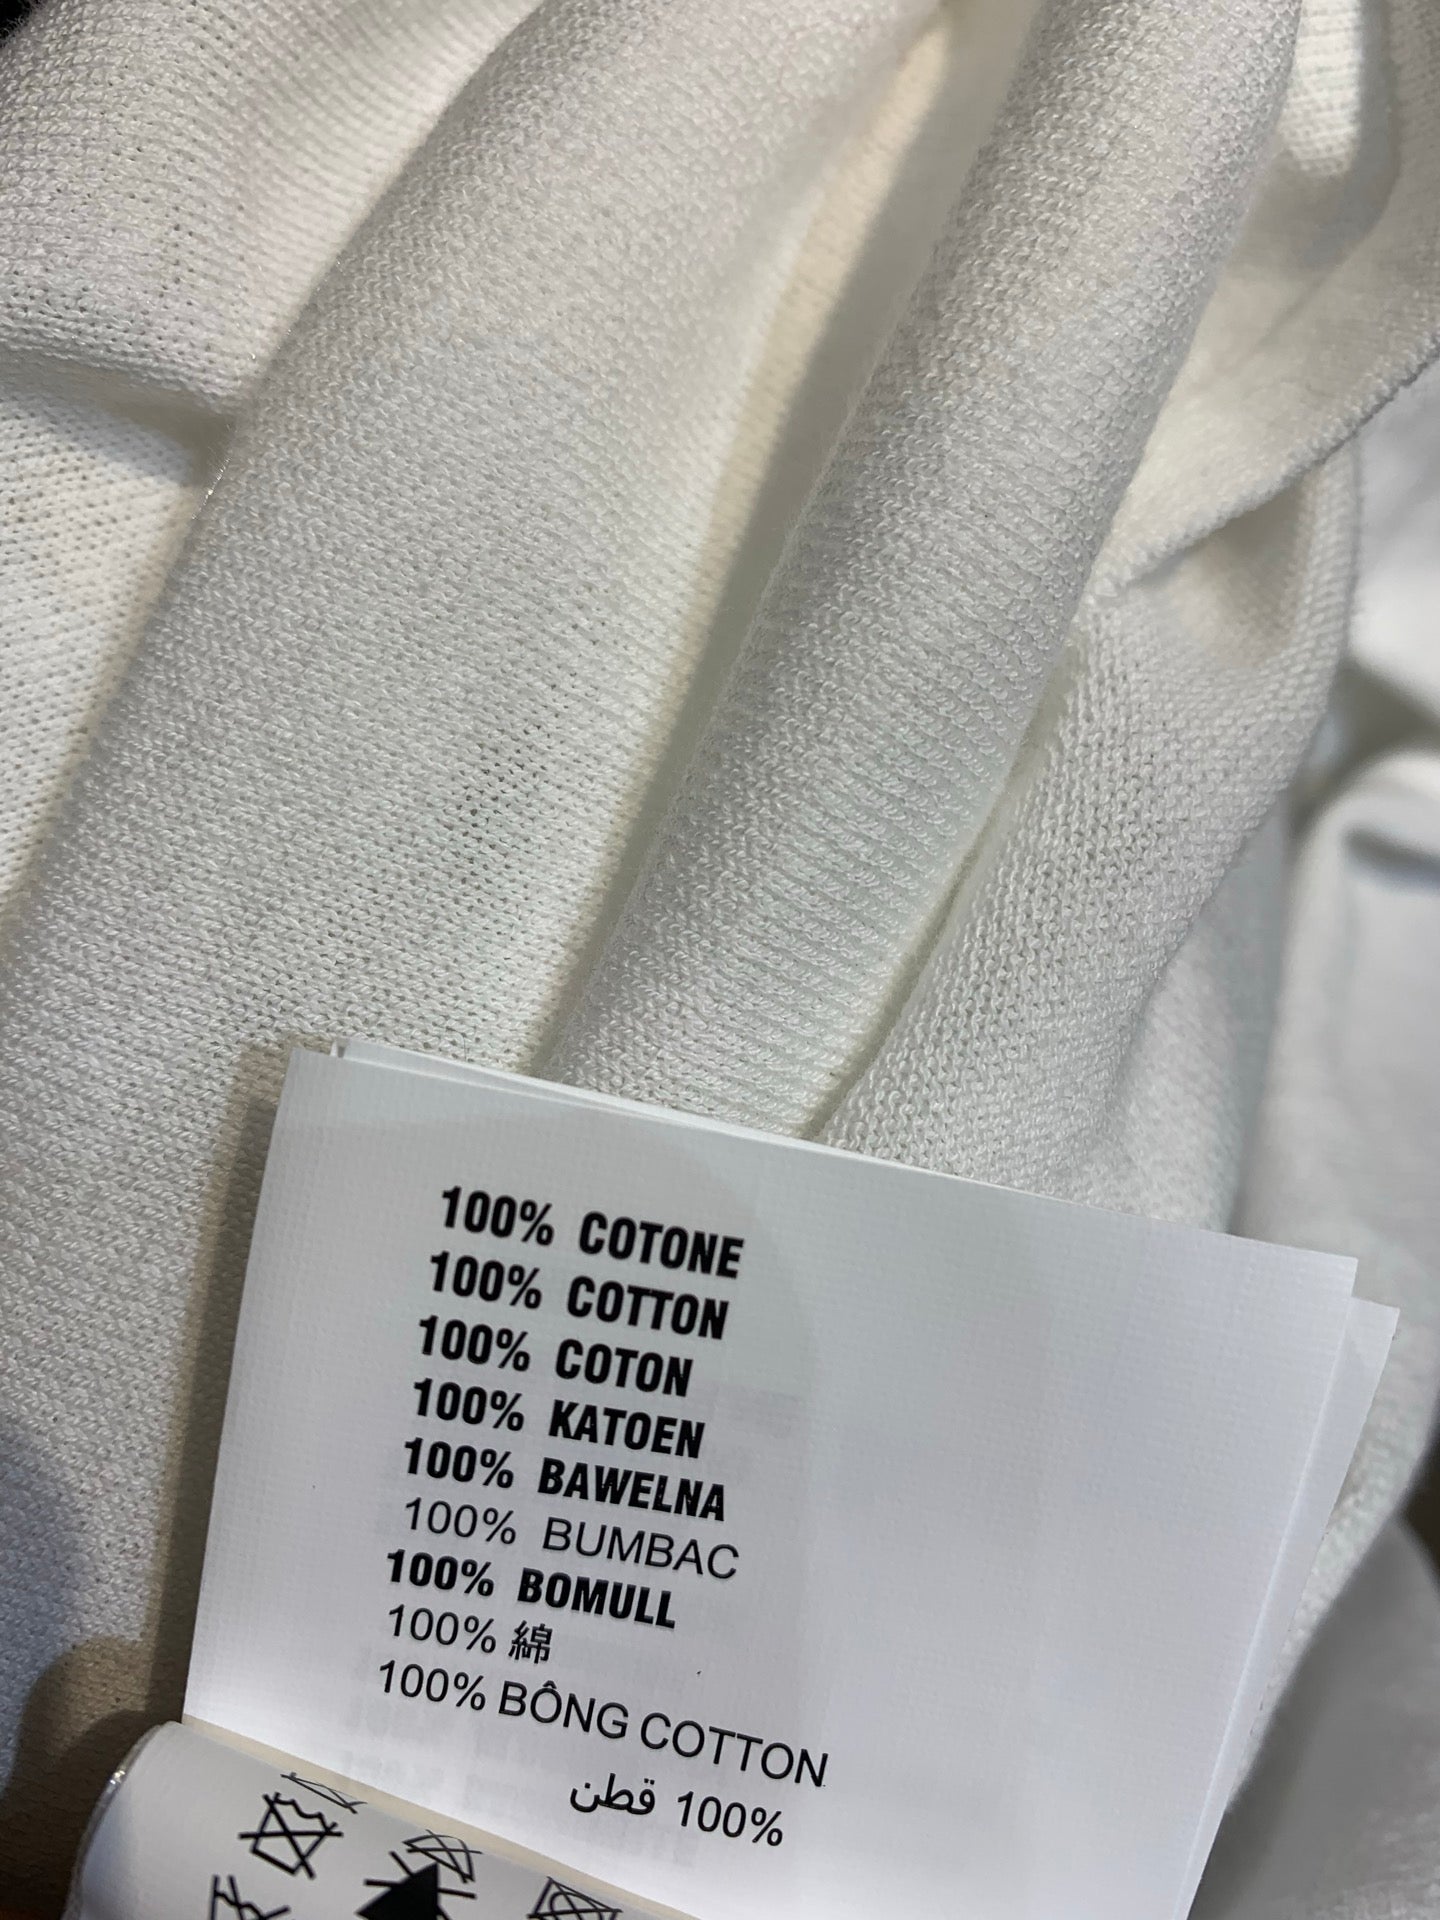 100% COTONE
100% COTTON
100% COTON
100% KATOEN
100% BAWELNA
100% BUMBAC
100% BOMULL
100% 綿
100% BÔNG COTTON
100% قطن